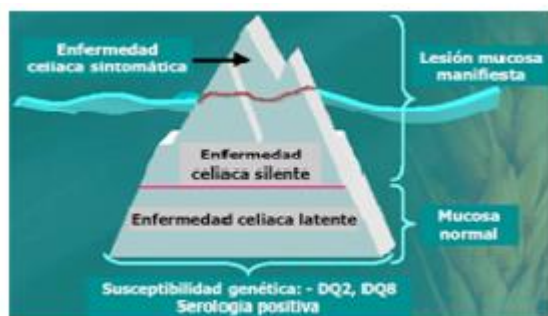 Enfermedad
celiaca sintomática
Lesión mucosa
manifiesta
Enfermedad
celiaca silente
Enfermedad celiaca latente
Mucosa
normal
Susceptibilidad genética: - DQ2, DQ8
Serología positiva